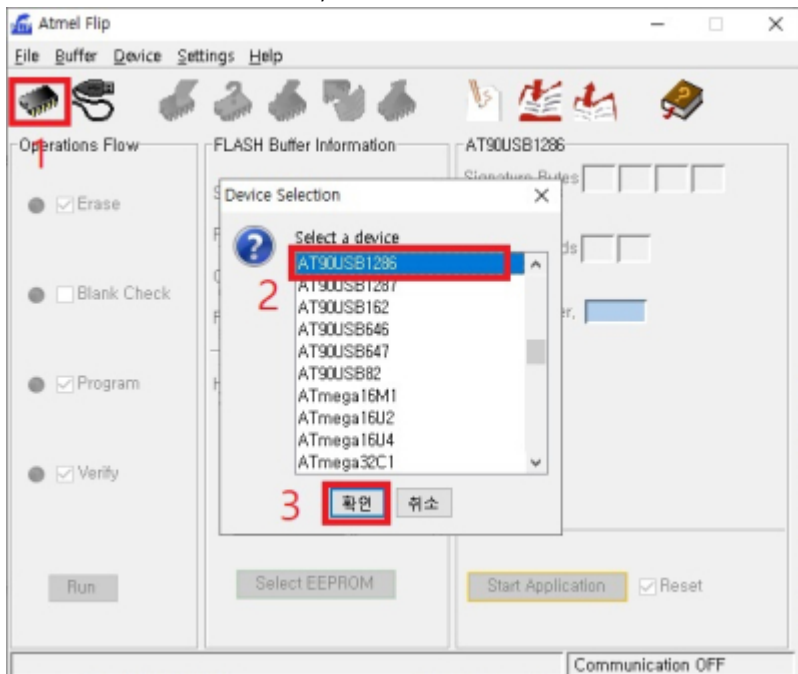 Atmel Flip
File Buffer Device Settings Help
1
Operations Flow
FLASH Buffer Information
AT90USB1286
Signature Bytes
Erase
Blank Check
Program
Verify
Run
Device Selection
Select a device
2
AT90USB1286
AT90USB1287
AT90USB162
AT90USB646
AT90USB647
AT90USB82
ATmega16M1
ATmega16U2
ATmega16U4
ATmega32C1
3
확인 취소
Select EEPROM
Start Application
Reset
Communication OFF